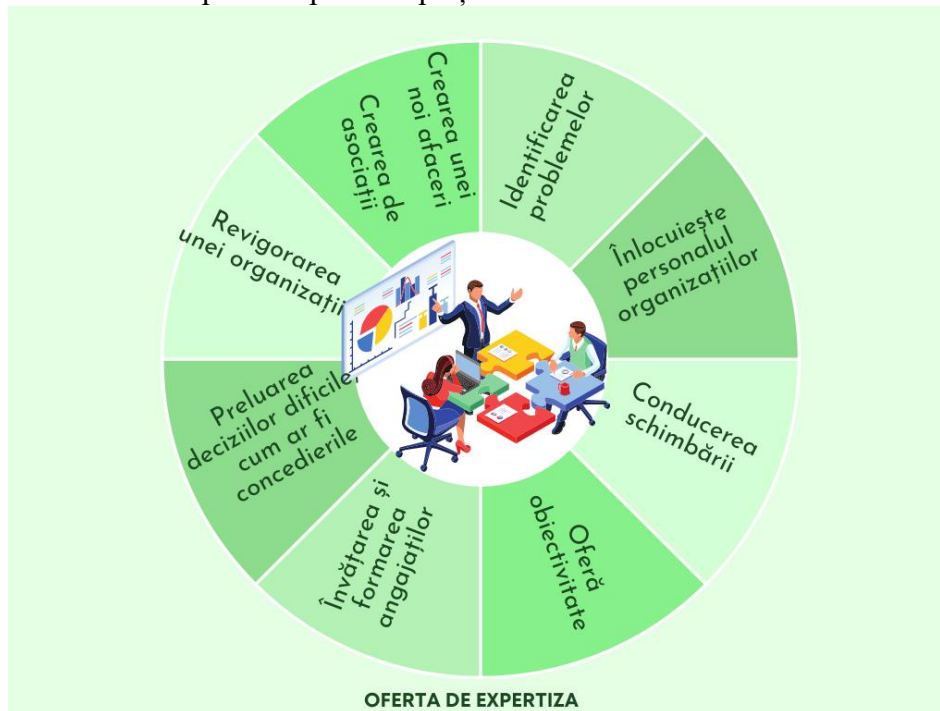 Identificarea
problemelor
Înlocuiește
personalul
organizațiilor
Conducerea
schimbării
Oferă
obiectivitate
Învățarea și
formarea
angajaților
Preluarea
deciziilor dificile,
cum ar fi
concedierile
Revigorarea
unei organizații
Crearea de
asociații
Crearea unei
noi afaceri
OFERTA DE EXPERTIZA